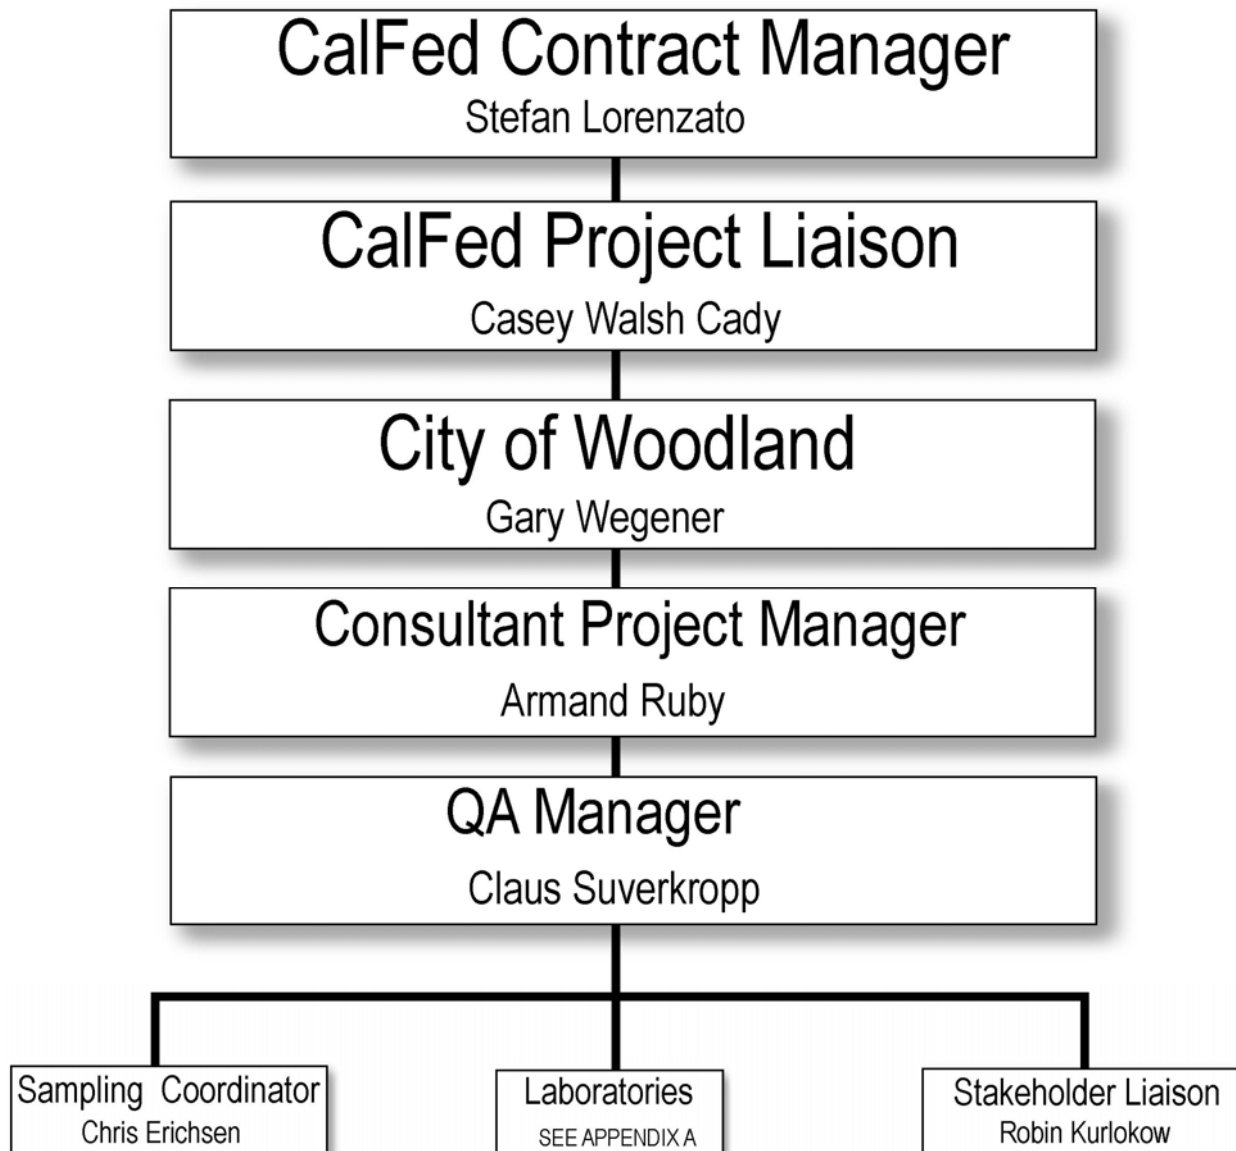 CalFed Contract Manager
Stefan Lorenzato
CalFed Project Liaison
Casey Walsh Cady
City of Woodland
Gary Wegener
Consultant Project Manager
Armand Ruby
QA Manager
Claus Suverkropp
Sampling Coordinator
Chris Erichsen
Laboratories
SEE APPENDIX A
Stakeholder Liaison
Robin Kurlokow